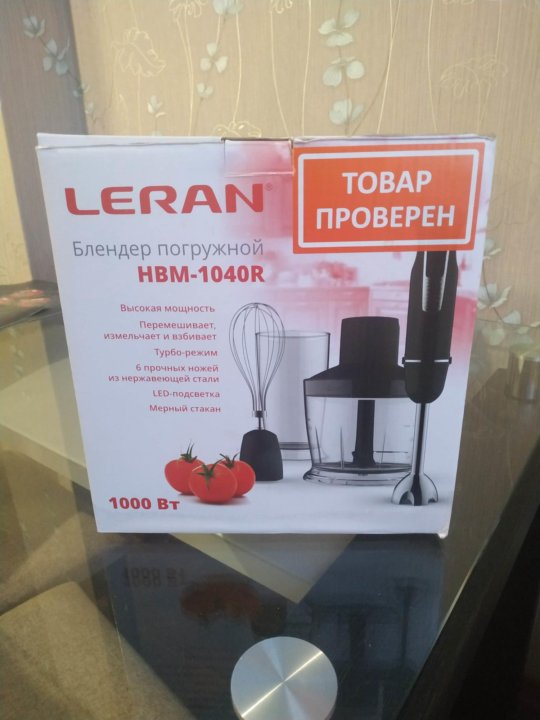 LERAN®
ТОВАР
ПРОВЕРЕН
Блендер погружной
HBM-1040R
Высокая мощность
Перемешивает,
измельчает и взбивает
Турбо-режим
6 прочных ножей
из нержавеющей стали
LED-подсветка
Мерный стакан
1000 Вт